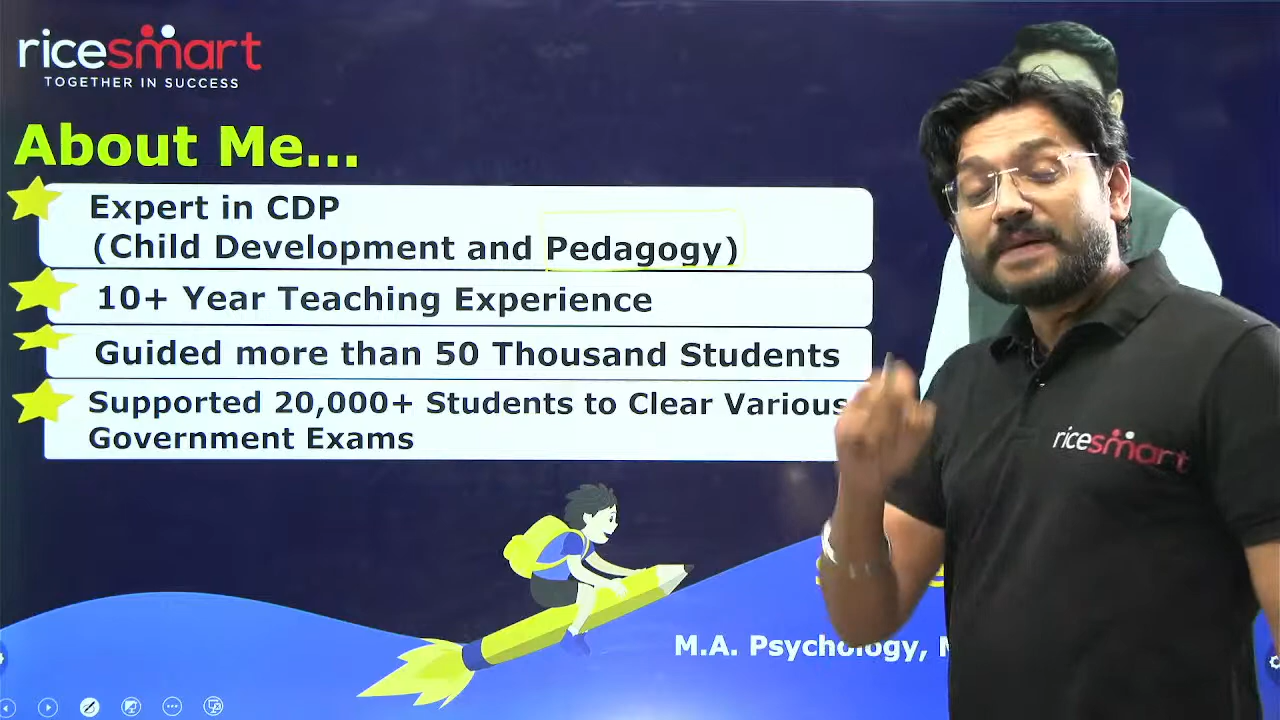 ricesmart
TOGETHER IN SUCCESS
About Me...
Expert in CDP
(Child Development and Pedagogy)
10+ Year Teaching Experience
Guided more than 50 Thousand Students
Supported 20,000+ Students to Clear Various
Government Exams
ricesmart
M.A. Psychology,